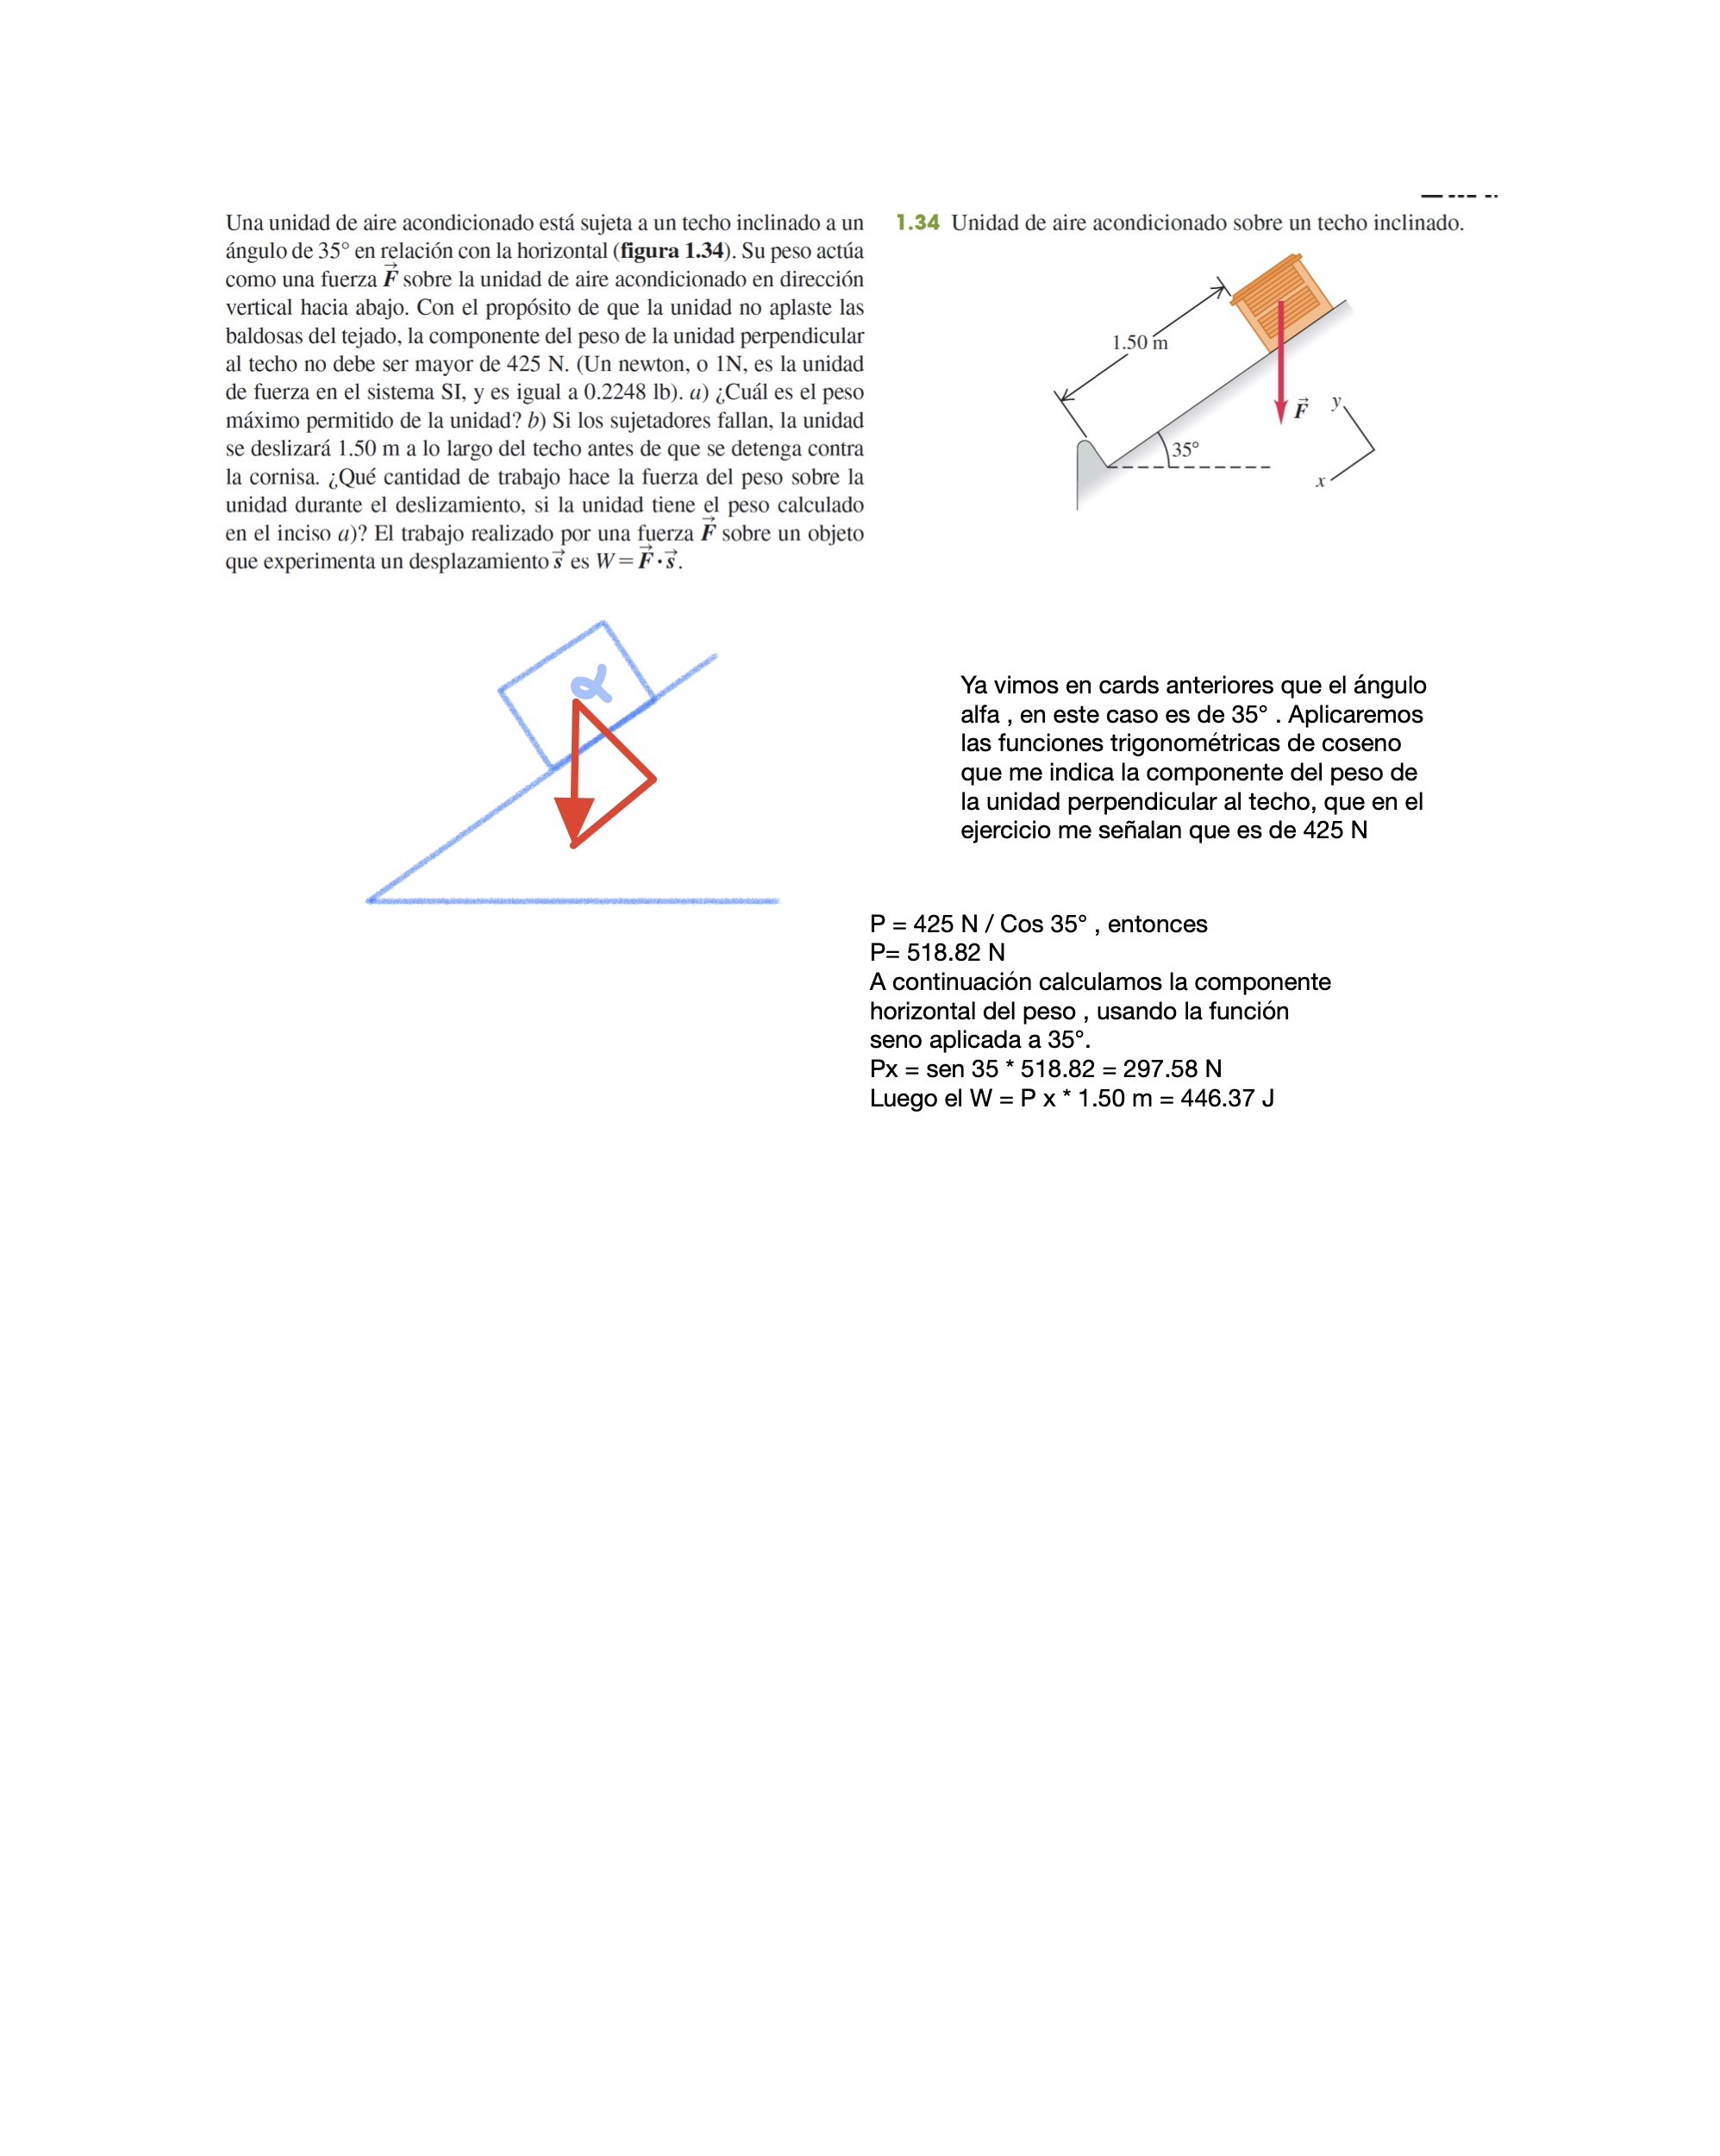 Una unidad de aire acondicionado está sujeta a un techo inclinado a un
ángulo de 35° en relación con la horizontal (figura 1.34). Su peso actúa
como una fuerza F⃗ sobre la unidad de aire acondicionado en dirección
vertical hacia abajo. Con el propósito de que la unidad no aplaste las
baldosas del tejado, la componente del peso de la unidad perpendicular
al techo no debe ser mayor de 425 N. (Un newton, o 1N, es la unidad
de fuerza en el sistema SI, y es igual a 0.2248 lb). a) ¿Cuál es el peso
máximo permitido de la unidad? b) Si los sujetadores fallan, la unidad
se deslizará 1.50 m a lo largo del techo antes de que se detenga contra
la cornisa. ¿Qué cantidad de trabajo hace la fuerza del peso sobre la
unidad durante el deslizamiento, si la unidad tiene el peso calculado
en el inciso a)? El trabajo realizado por una fuerza F⃗ sobre un objeto
que experimenta un desplazamiento s⃗ es W = F⃗ · s⃗.
1.34 Unidad de aire acondicionado sobre un techo inclinado.
1.50 m
F⃗
y
35°
x
α
Ya vimos en cards anteriores que el ángulo
alfa , en este caso es de 35° . Aplicaremos
las funciones trigonométricas de coseno
que me indica la componente del peso de
la unidad perpendicular al techo, que en el
ejercicio me señalan que es de 425 N
P = 425 N / Cos 35° , entonces
P= 518.82 N
A continuación calculamos la componente
horizontal del peso , usando la función
seno aplicada a 35°.
Px = sen 35 * 518.82 = 297.58 N
Luego el W = P x * 1.50 m = 446.37 J